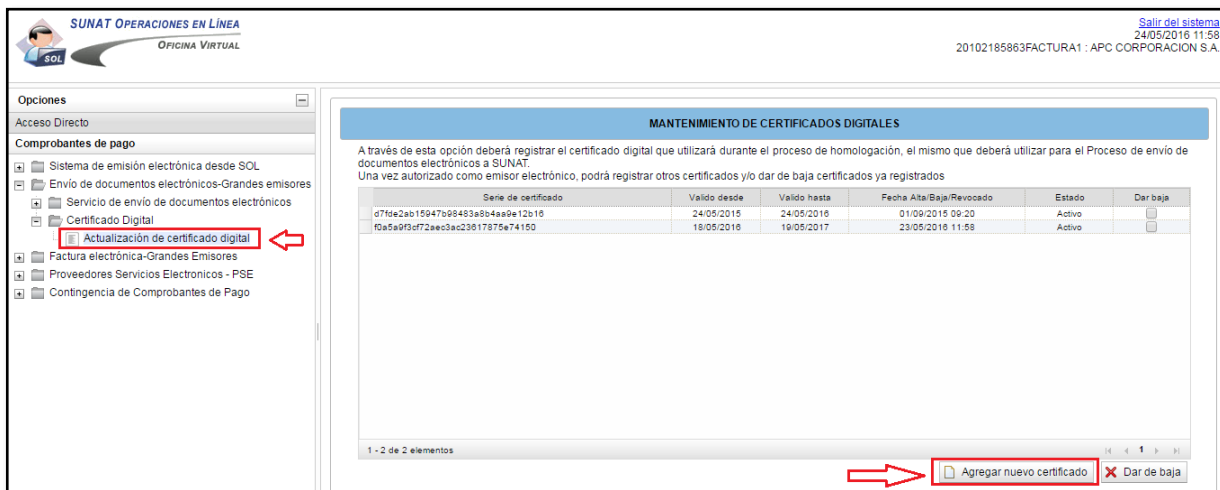 SUNAT OPERACIONES EN LÍNEA
OFICINA VIRTUAL
SOL
Salir del sistema
24/05/2016 11:58
20102185863FACTURA1 : APC CORPORACION S.A.
Opciones
Acceso Directo
Comprobantes de pago
Sistema de emisión electrónica desde SOL
Envío de documentos electrónicos-Grandes emisores
Servicio de envío de documentos electrónicos
Certificado Digital
Actualización de certificado digital
Factura electrónica-Grandes Emisores
Proveedores Servicios Electronicos - PSE
Contingencia de Comprobantes de Pago
MANTENIMIENTO DE CERTIFICADOS DIGITALES
A través de esta opción deberá registrar el certificado digital que utilizará durante el proceso de homologación, el mismo que deberá utilizar para el Proceso de envío de
documentos electrónicos a SUNAT.
Una vez autorizado como emisor electrónico, podrá registrar otros certificados y/o dar de baja certificados ya registrados
Serie de certificado Valido desde Valido hasta Fecha Alta/Baja/Revocado Estado Dar baja
d7fde2ab15947b98483a8b4aa9e12b16 24/05/2015 24/05/2016 01/09/2015 09:20 Activo
f0a5a9f3cf72aec3ac23617875e74150 18/05/2016 19/05/2017 23/05/2016 11:58 Activo
1 - 2 de 2 elementos 1
Agregar nuevo certificado Dar de baja